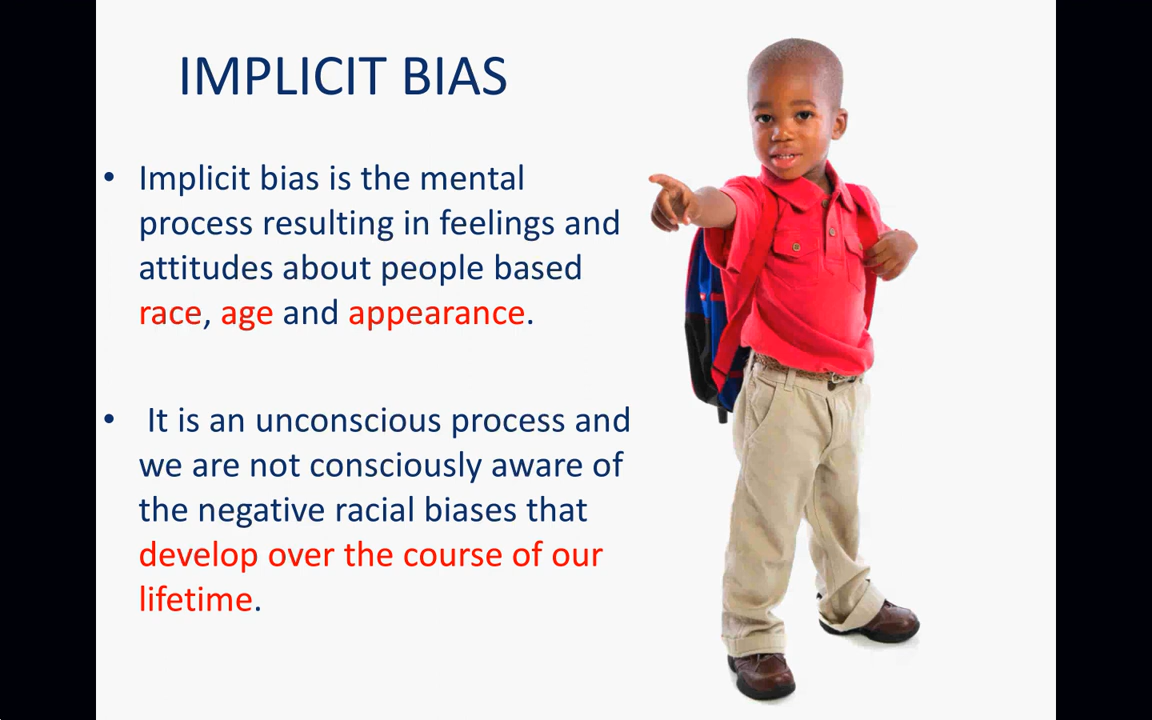 IMPLICIT BIAS
• Implicit bias is the mental
process resulting in feelings and
attitudes about people based
race, age and appearance.
• It is an unconscious process and
we are not consciously aware of
the negative racial biases that
develop over the course of our
lifetime.